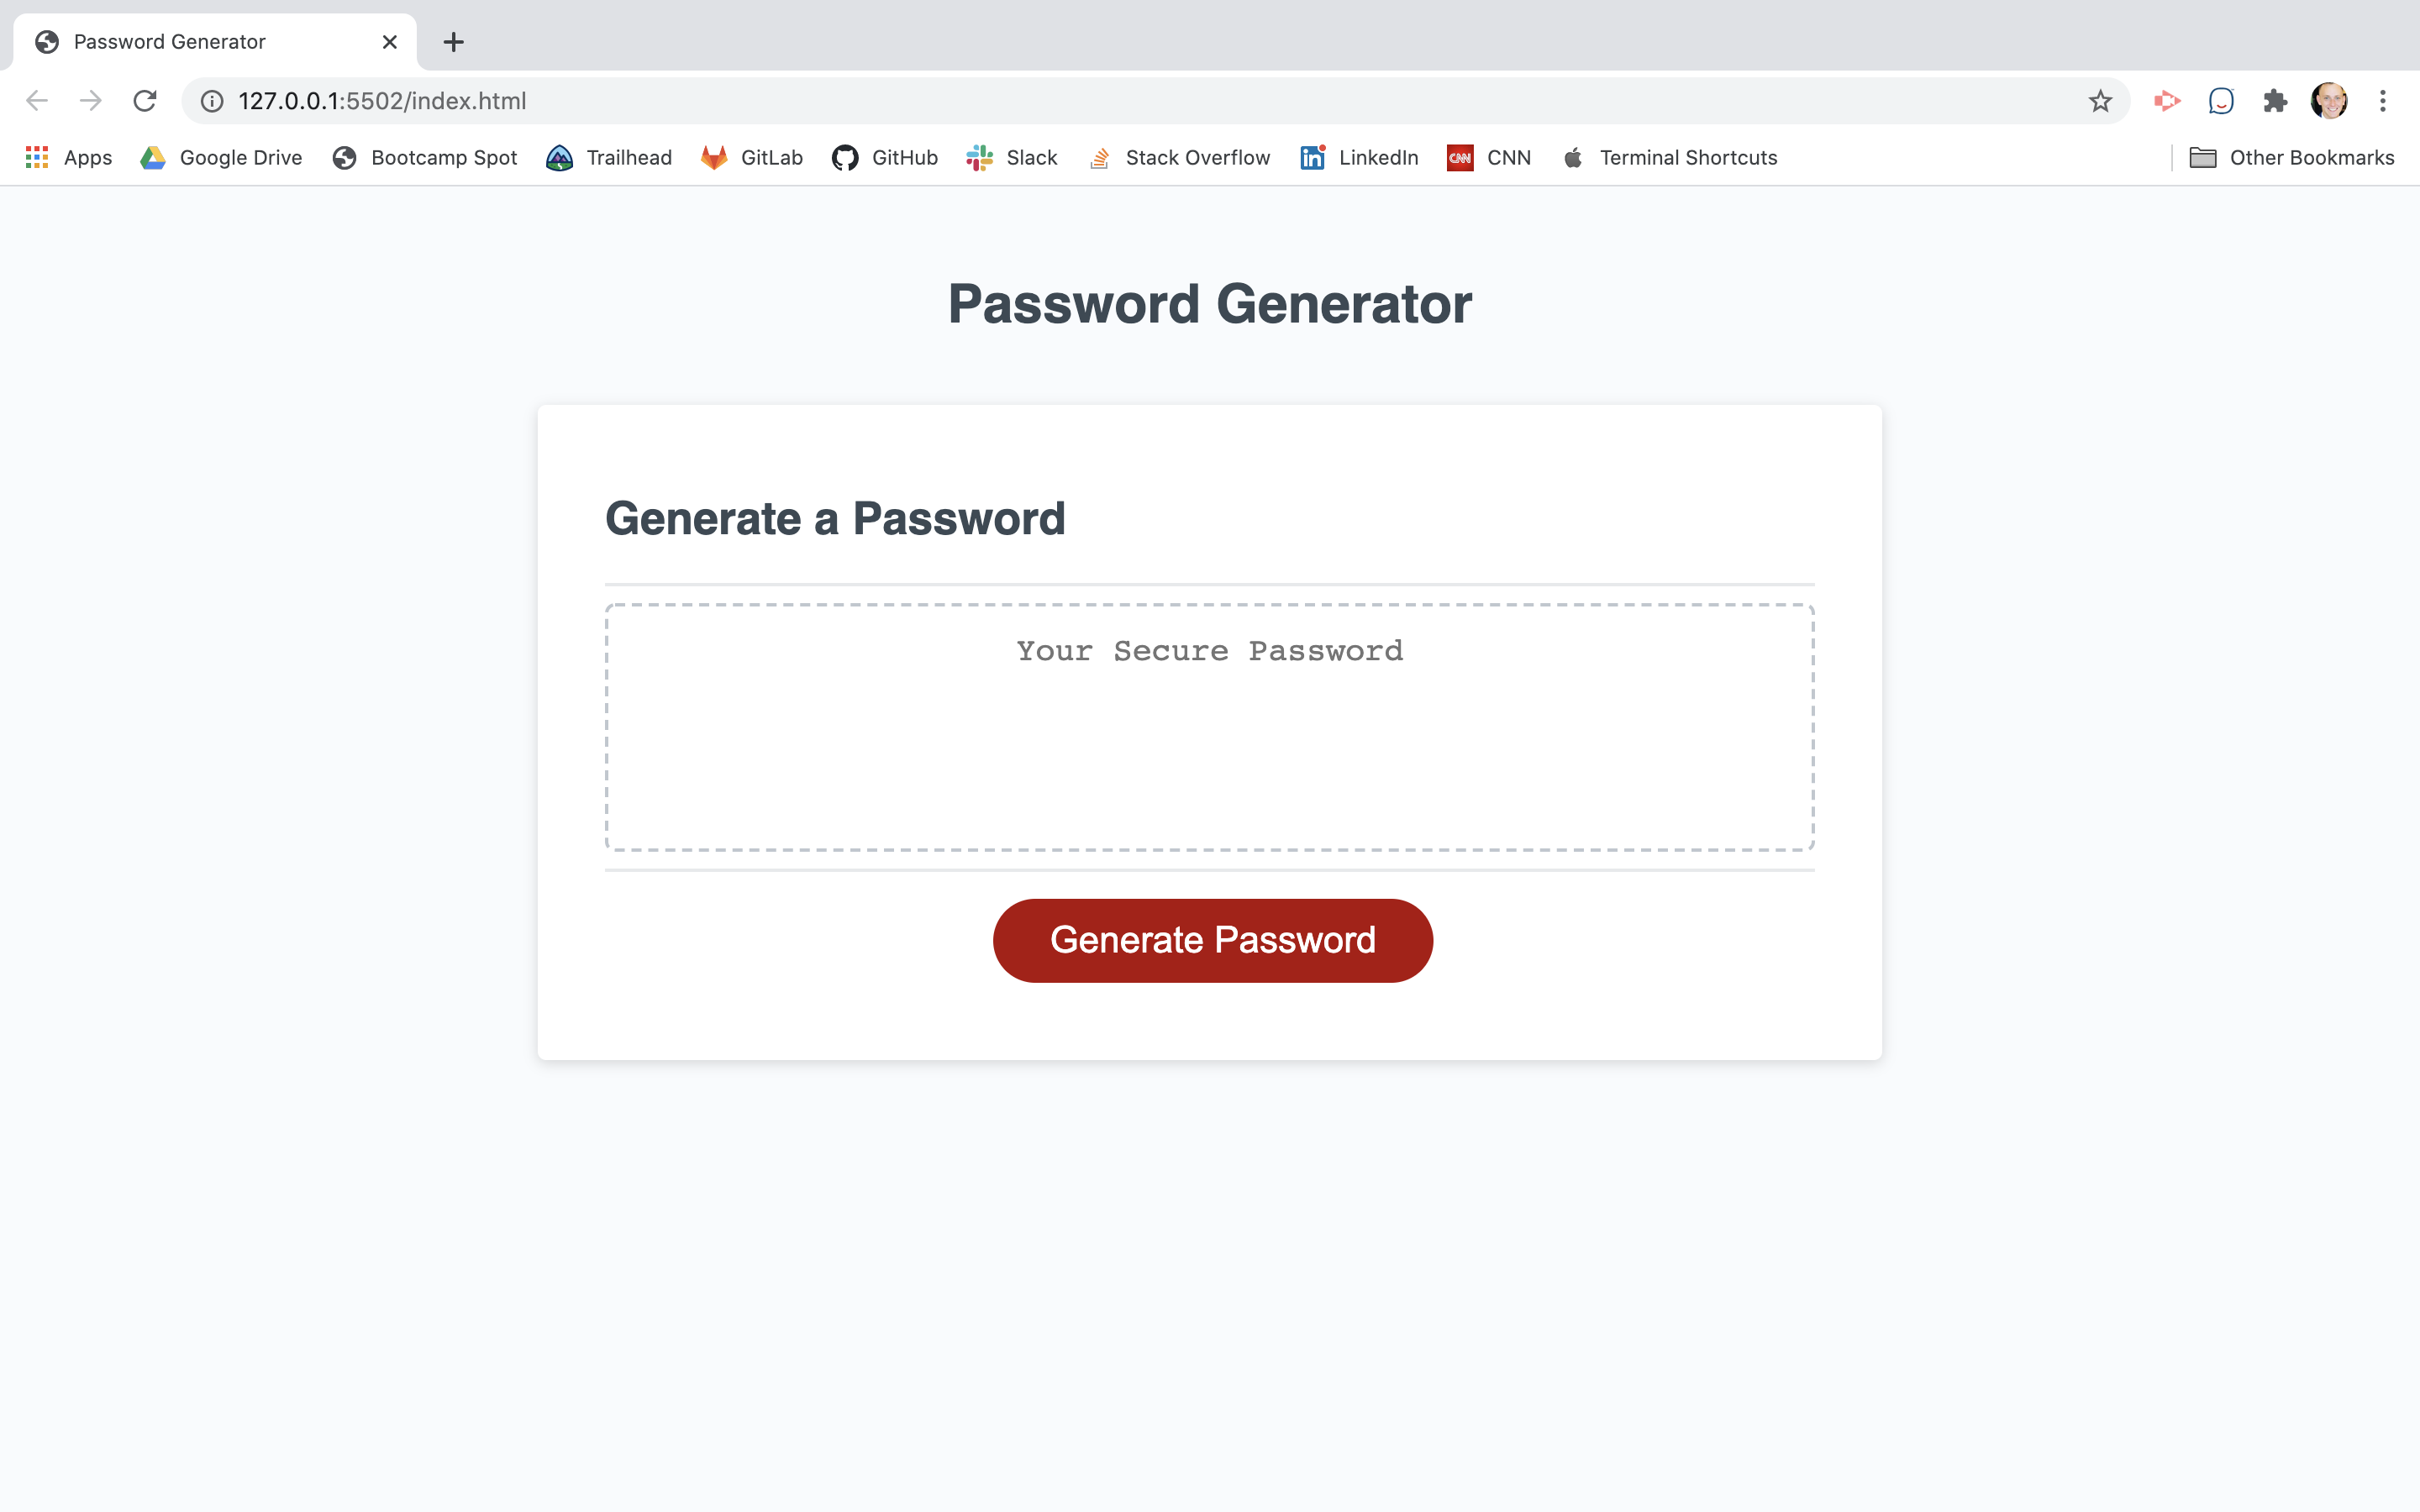 Password Generator
127.0.0.1:5502/index.html
Apps Google Drive Bootcamp Spot Trailhead GitLab GitHub Slack Stack Overflow LinkedIn CNN CNN Terminal Shortcuts Other Bookmarks
Password Generator
Generate a Password
Your Secure Password
Generate Password